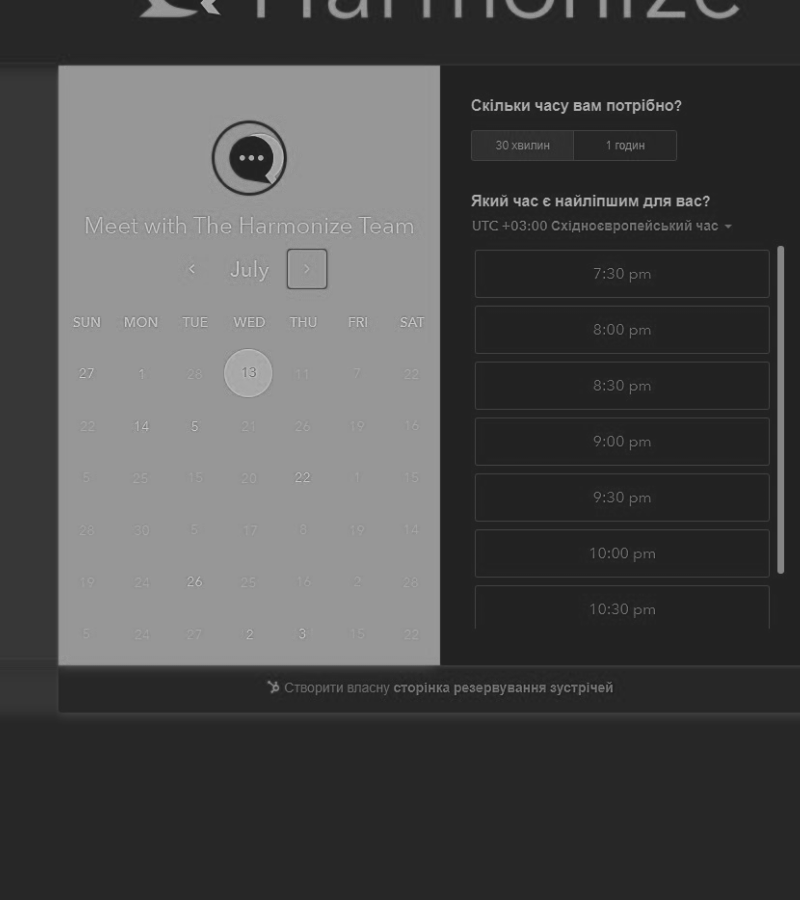 Harmonize
Meet with The Harmonize Team
< July >
SUN MON TUE WED THU FRI SAT
27 1 28 13 11 7 22
22 14 5 21 26 19 16
5 25 15 20 22 1 15
28 30 5 17 8 19 14
19 24 26 25 16 2 28
5 24 27 2 3 15 22
Скільки часу вам потрібно?
30 хвилин 1 годин
Який час є найліпшим для вас?
UTC +03:00 Східноєвропейський час
7:30 pm
8:00 pm
8:30 pm
9:00 pm
9:30 pm
10:00 pm
10:30 pm
Створити власну сторінка резервування зустрічей